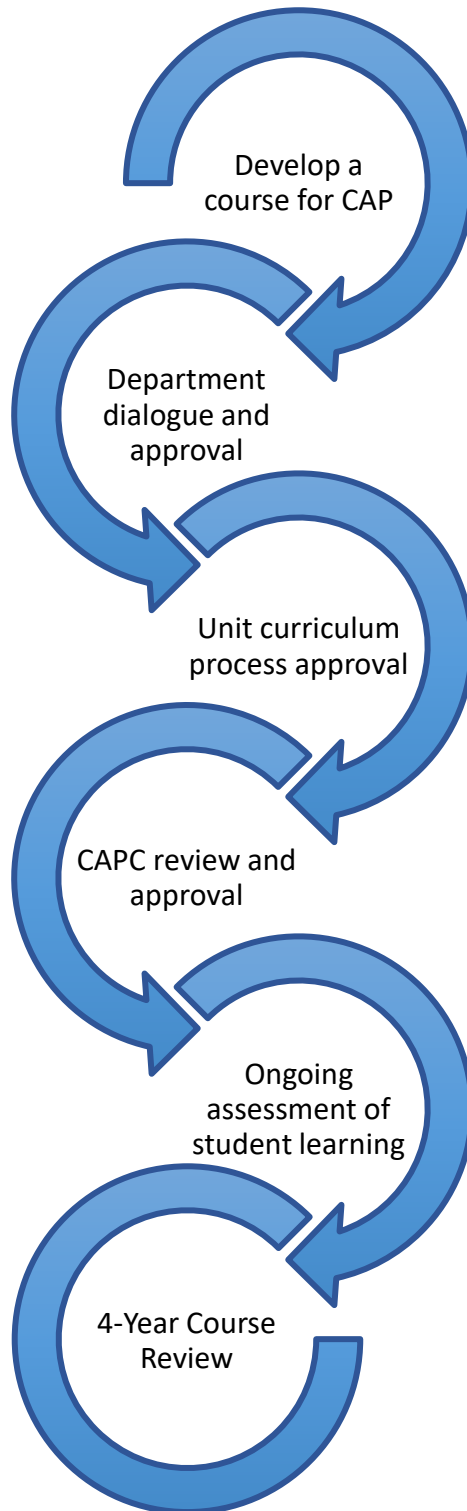 Develop a
course for CAP
Department
dialogue and
approval
Unit curriculum
process approval
CAPC review and
approval
Ongoing
assessment of
student learning
4-Year Course
Review